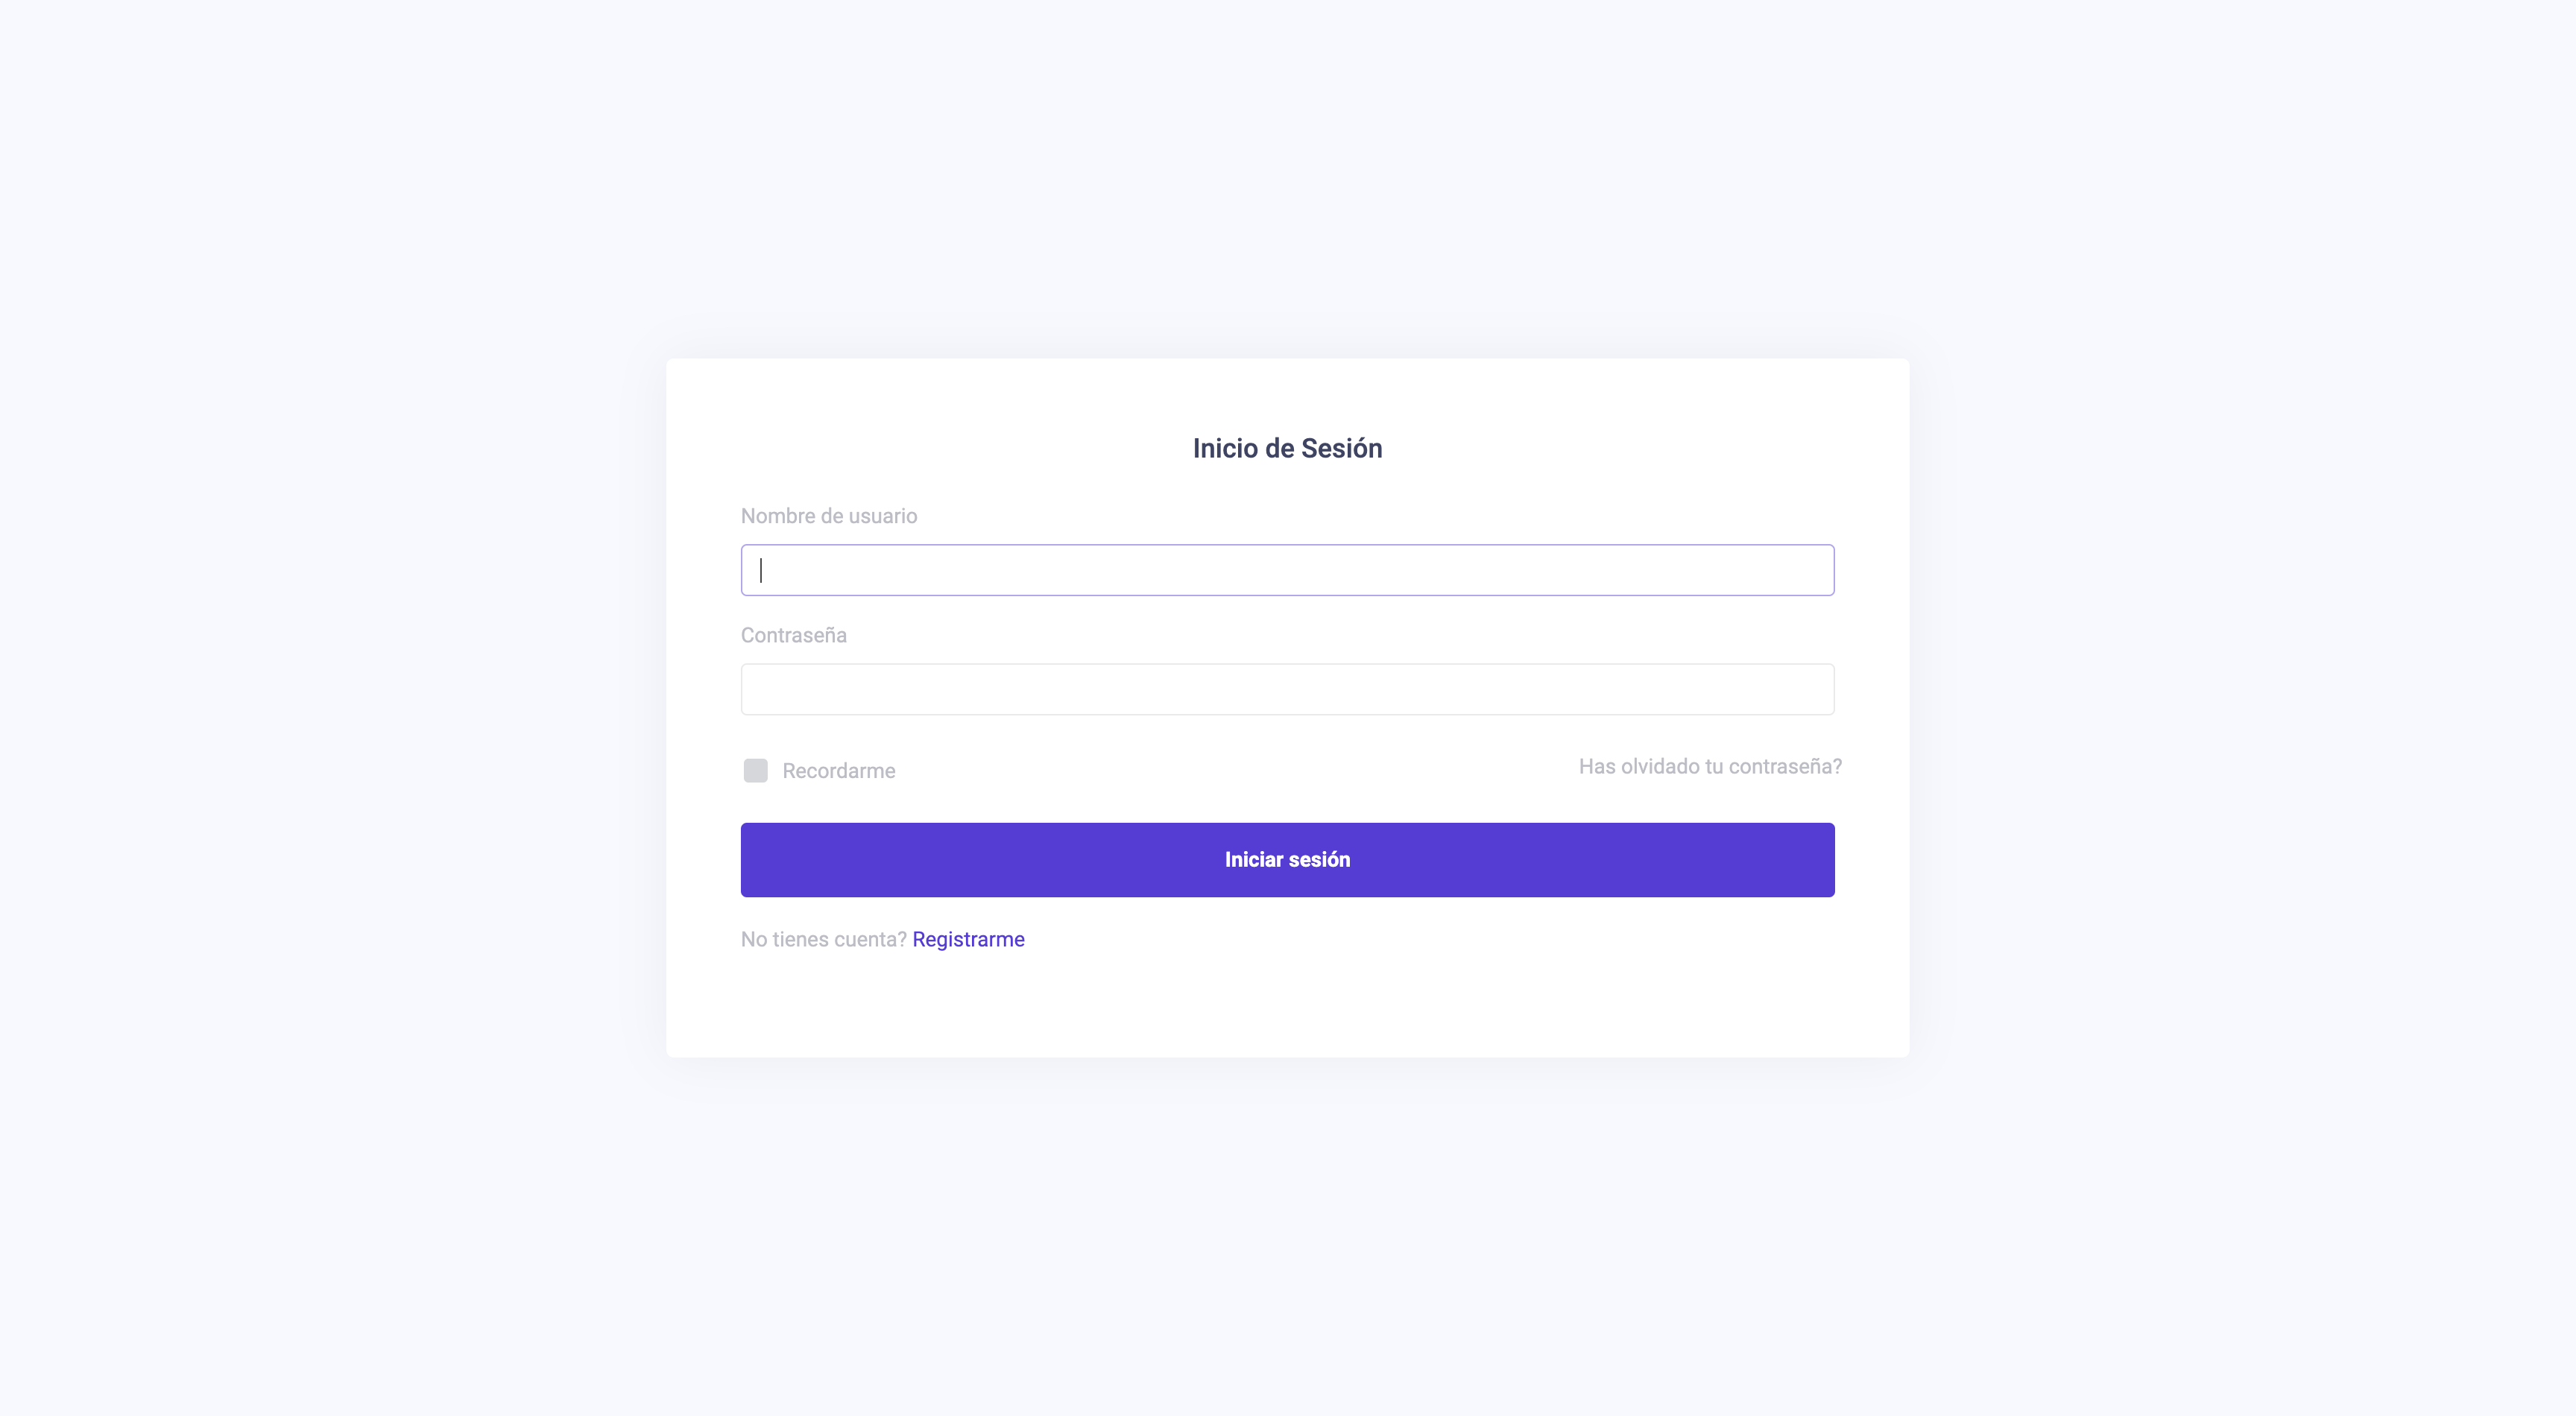 Inicio de Sesión
Nombre de usuario
Contraseña
Recordarme
Has olvidado tu contraseña?
Iniciar sesión
No tienes cuenta? Registrarme